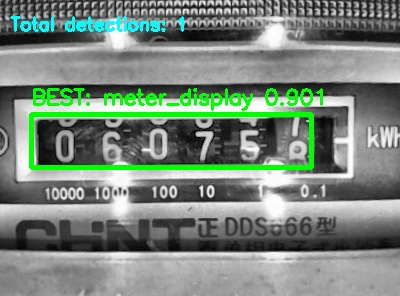 Total detections: 1
BEST: meter_display 0.901
0 6 0 7 5 8
kWh
10000 1000 100 10 1 0.1
CHNT 正 DDS666型